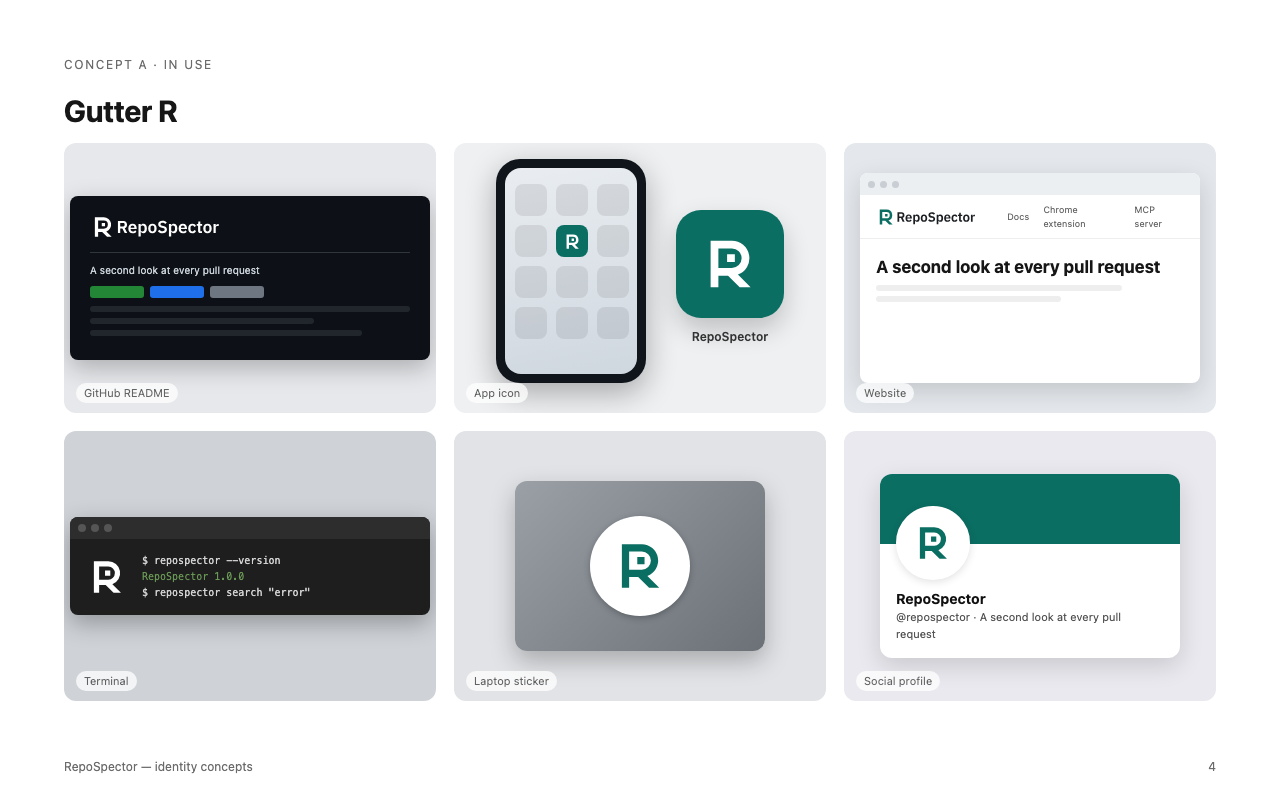 CONCEPT A · IN USE
Gutter R
RepoSpector
A second look at every pull request
GitHub README
RepoSpector
App icon
RepoSpector
Docs
Chrome extension
MCP server
A second look at every pull request
Website
$ repospector --version
RepoSpector 1.0.0
$ repospector search "error"
Terminal
Laptop sticker
RepoSpector
@repospector · A second look at every pull
request
Social profile
RepoSpector — identity concepts
4